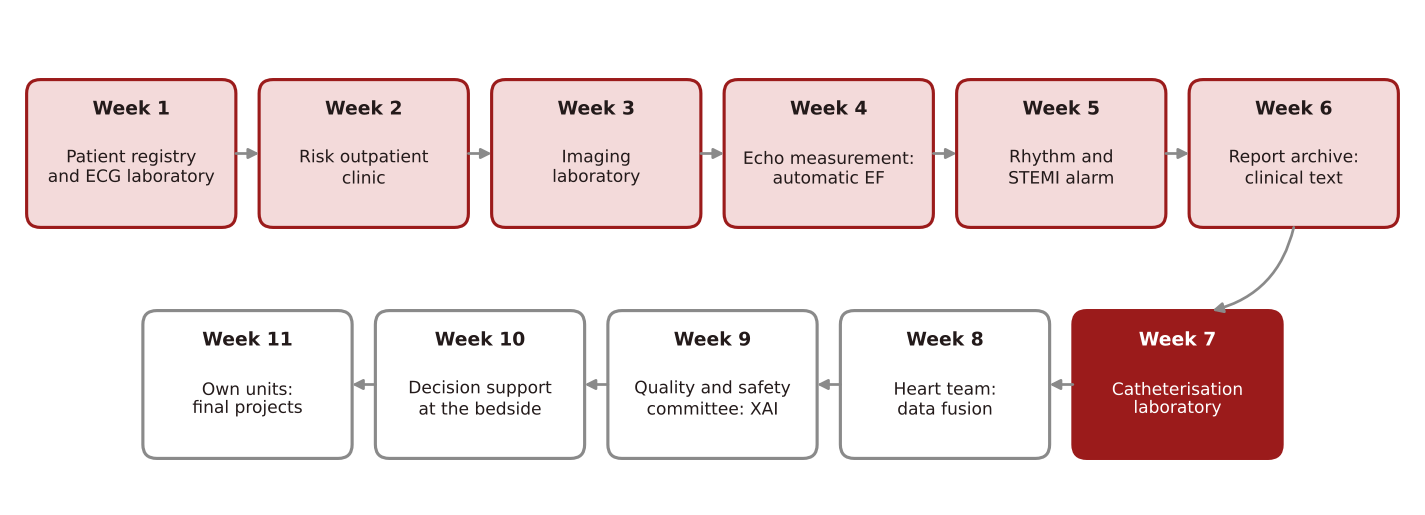 Week 1
Patient registry
and ECG laboratory
Week 2
Risk outpatient
clinic
Week 3
Imaging
laboratory
Week 4
Echo measurement:
automatic EF
Week 5
Rhythm and
STEMI alarm
Week 6
Report archive:
clinical text
Week 7
Catheterisation
laboratory
Week 8
Heart team:
data fusion
Week 9
Quality and safety
committee: XAI
Week 10
Decision support
at the bedside
Week 11
Own units:
final projects